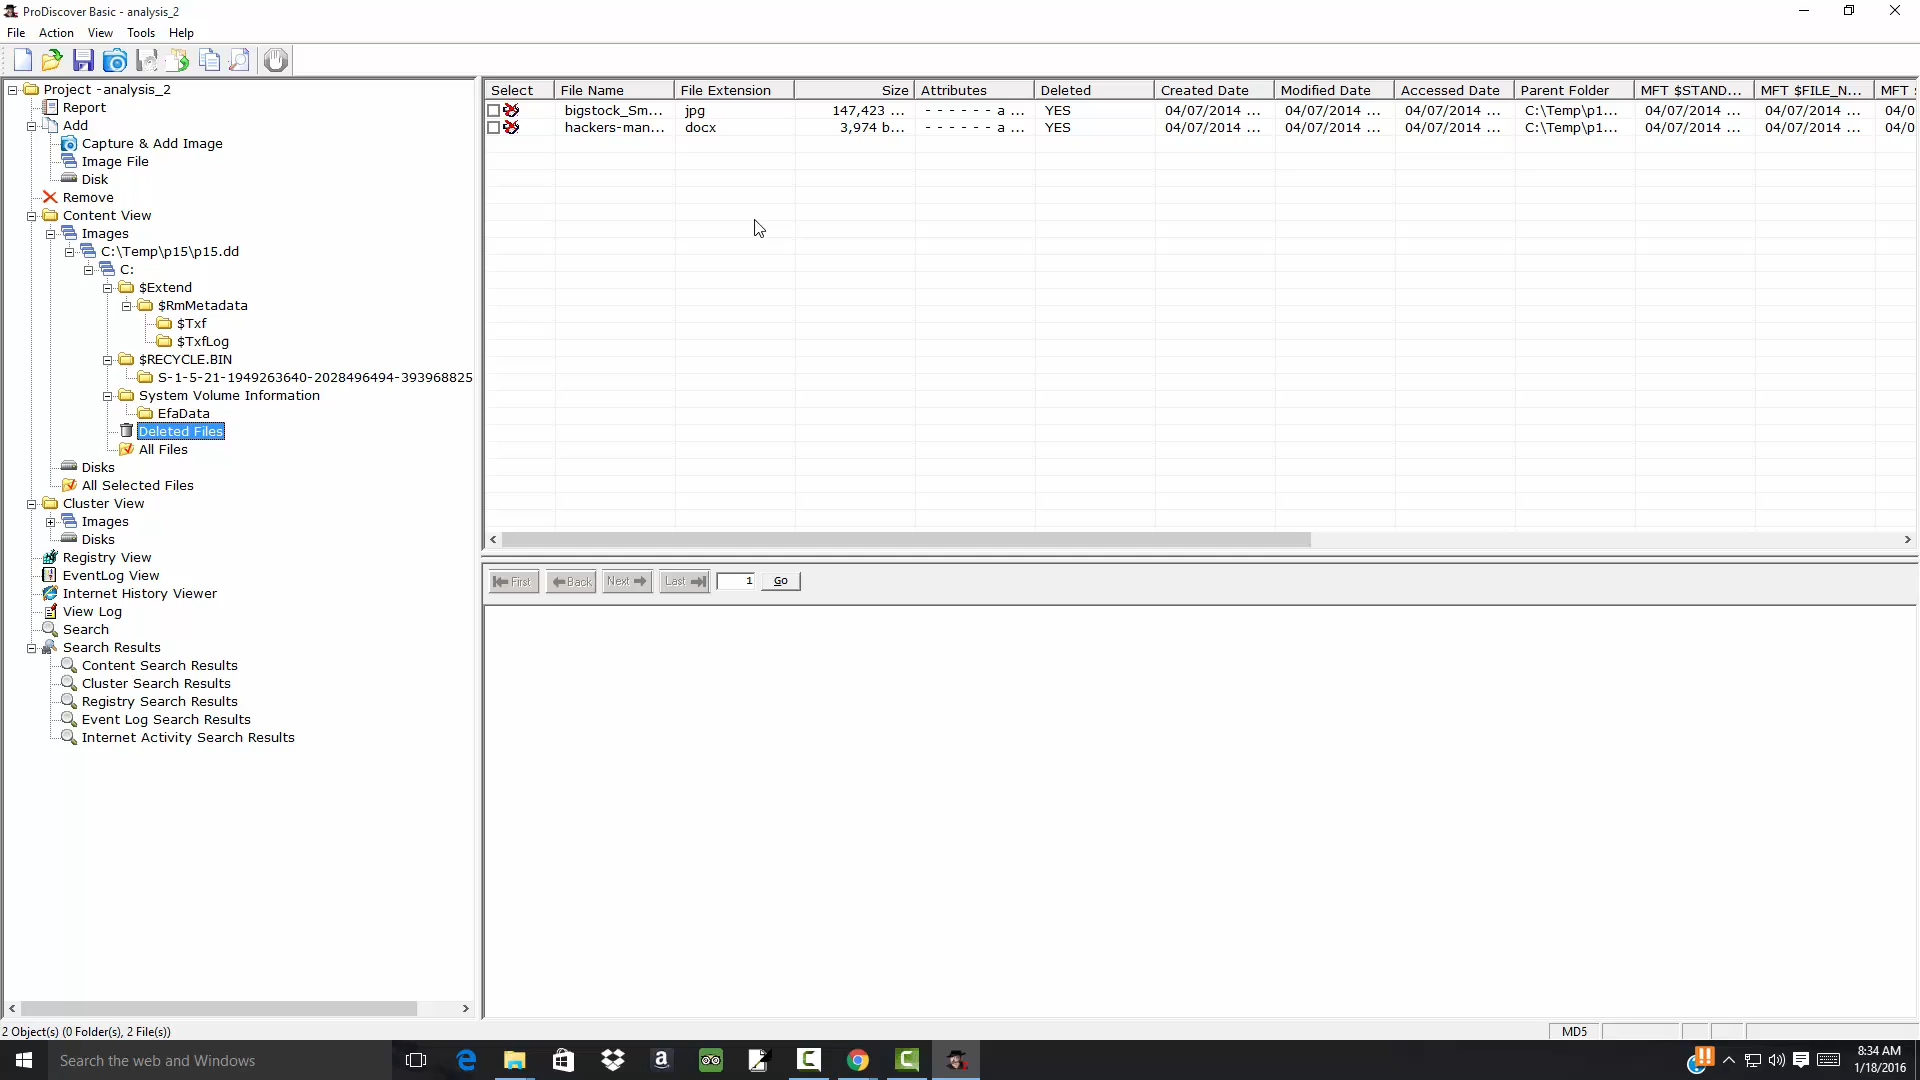 ProDiscover Basic - analysis_2
File Action View Tools Help
Project -analysis_2
Report
Add
Capture & Add Image
Image File
Disk
Remove
Content View
Images
C:\Temp\p15\p15.dd
C:
$Extend
$RmMetadata
$Txf
$TxfLog
$RECYCLE.BIN
S-1-5-21-1949263640-2028496494-393968825
System Volume Information
EfaData
Deleted Files
All Files
Disks
All Selected Files
Cluster View
Images
Disks
Registry View
EventLog View
Internet History Viewer
View Log
Search
Search Results
Content Search Results
Cluster Search Results
Registry Search Results
Event Log Search Results
Internet Activity Search Results
Select File Name File Extension Size Attributes Deleted Created Date Modified Date Accessed Date Parent Folder MFT $STAND... MFT $FILE_N... MFT
bigstock_Sm... jpg 147,423 ... - - - - - - a ... YES 04/07/2014 ... 04/07/2014 ... 04/07/2014 ... C:\Temp\p1... 04/07/2014 ... 04/07/2014 ... 04/0
hackers-man... docx 3,974 b... - - - - - - a ... YES 04/07/2014 ... 04/07/2014 ... 04/07/2014 ... C:\Temp\p1... 04/07/2014 ... 04/07/2014 ... 04/0
First Back Next Last 1 Go
2 Object(s) (0 Folder(s), 2 File(s))
MD5
Search the web and Windows
8:34 AM
1/18/2016